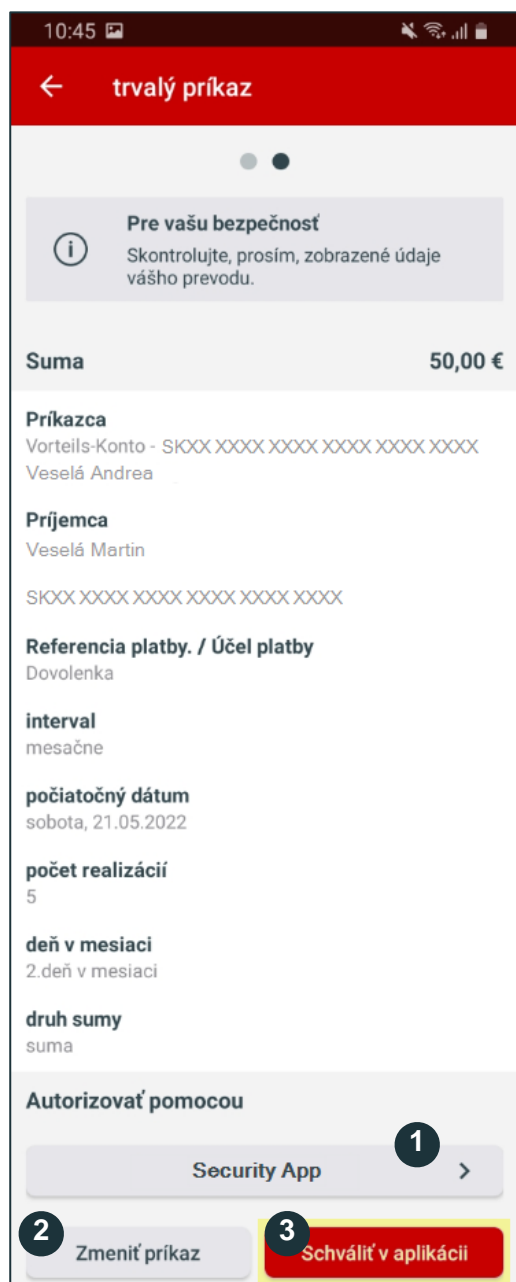 10:45
trvalý príkaz
Pre vašu bezpečnosť
Skontrolujte, prosím, zobrazené údaje
vášho prevodu.
Suma 50,00 €
Príkazca
Vorteils-Konto - SKXX XXXX XXXX XXXX XXXX XXXX
Veselá Andrea
Príjemca
Veselá Martin
SKXX XXXX XXXX XXXX XXXX XXXX
Referencia platby. / Účel platby
Dovolenka
interval
mesačne
počiatočný dátum
sobota, 21.05.2022
počet realizácií
5
deň v mesiaci
2.deň v mesiaci
druh sumy
suma
Autorizovať pomocou
1
Security App
2
Zmeniť príkaz
3
Schváliť v aplikácii